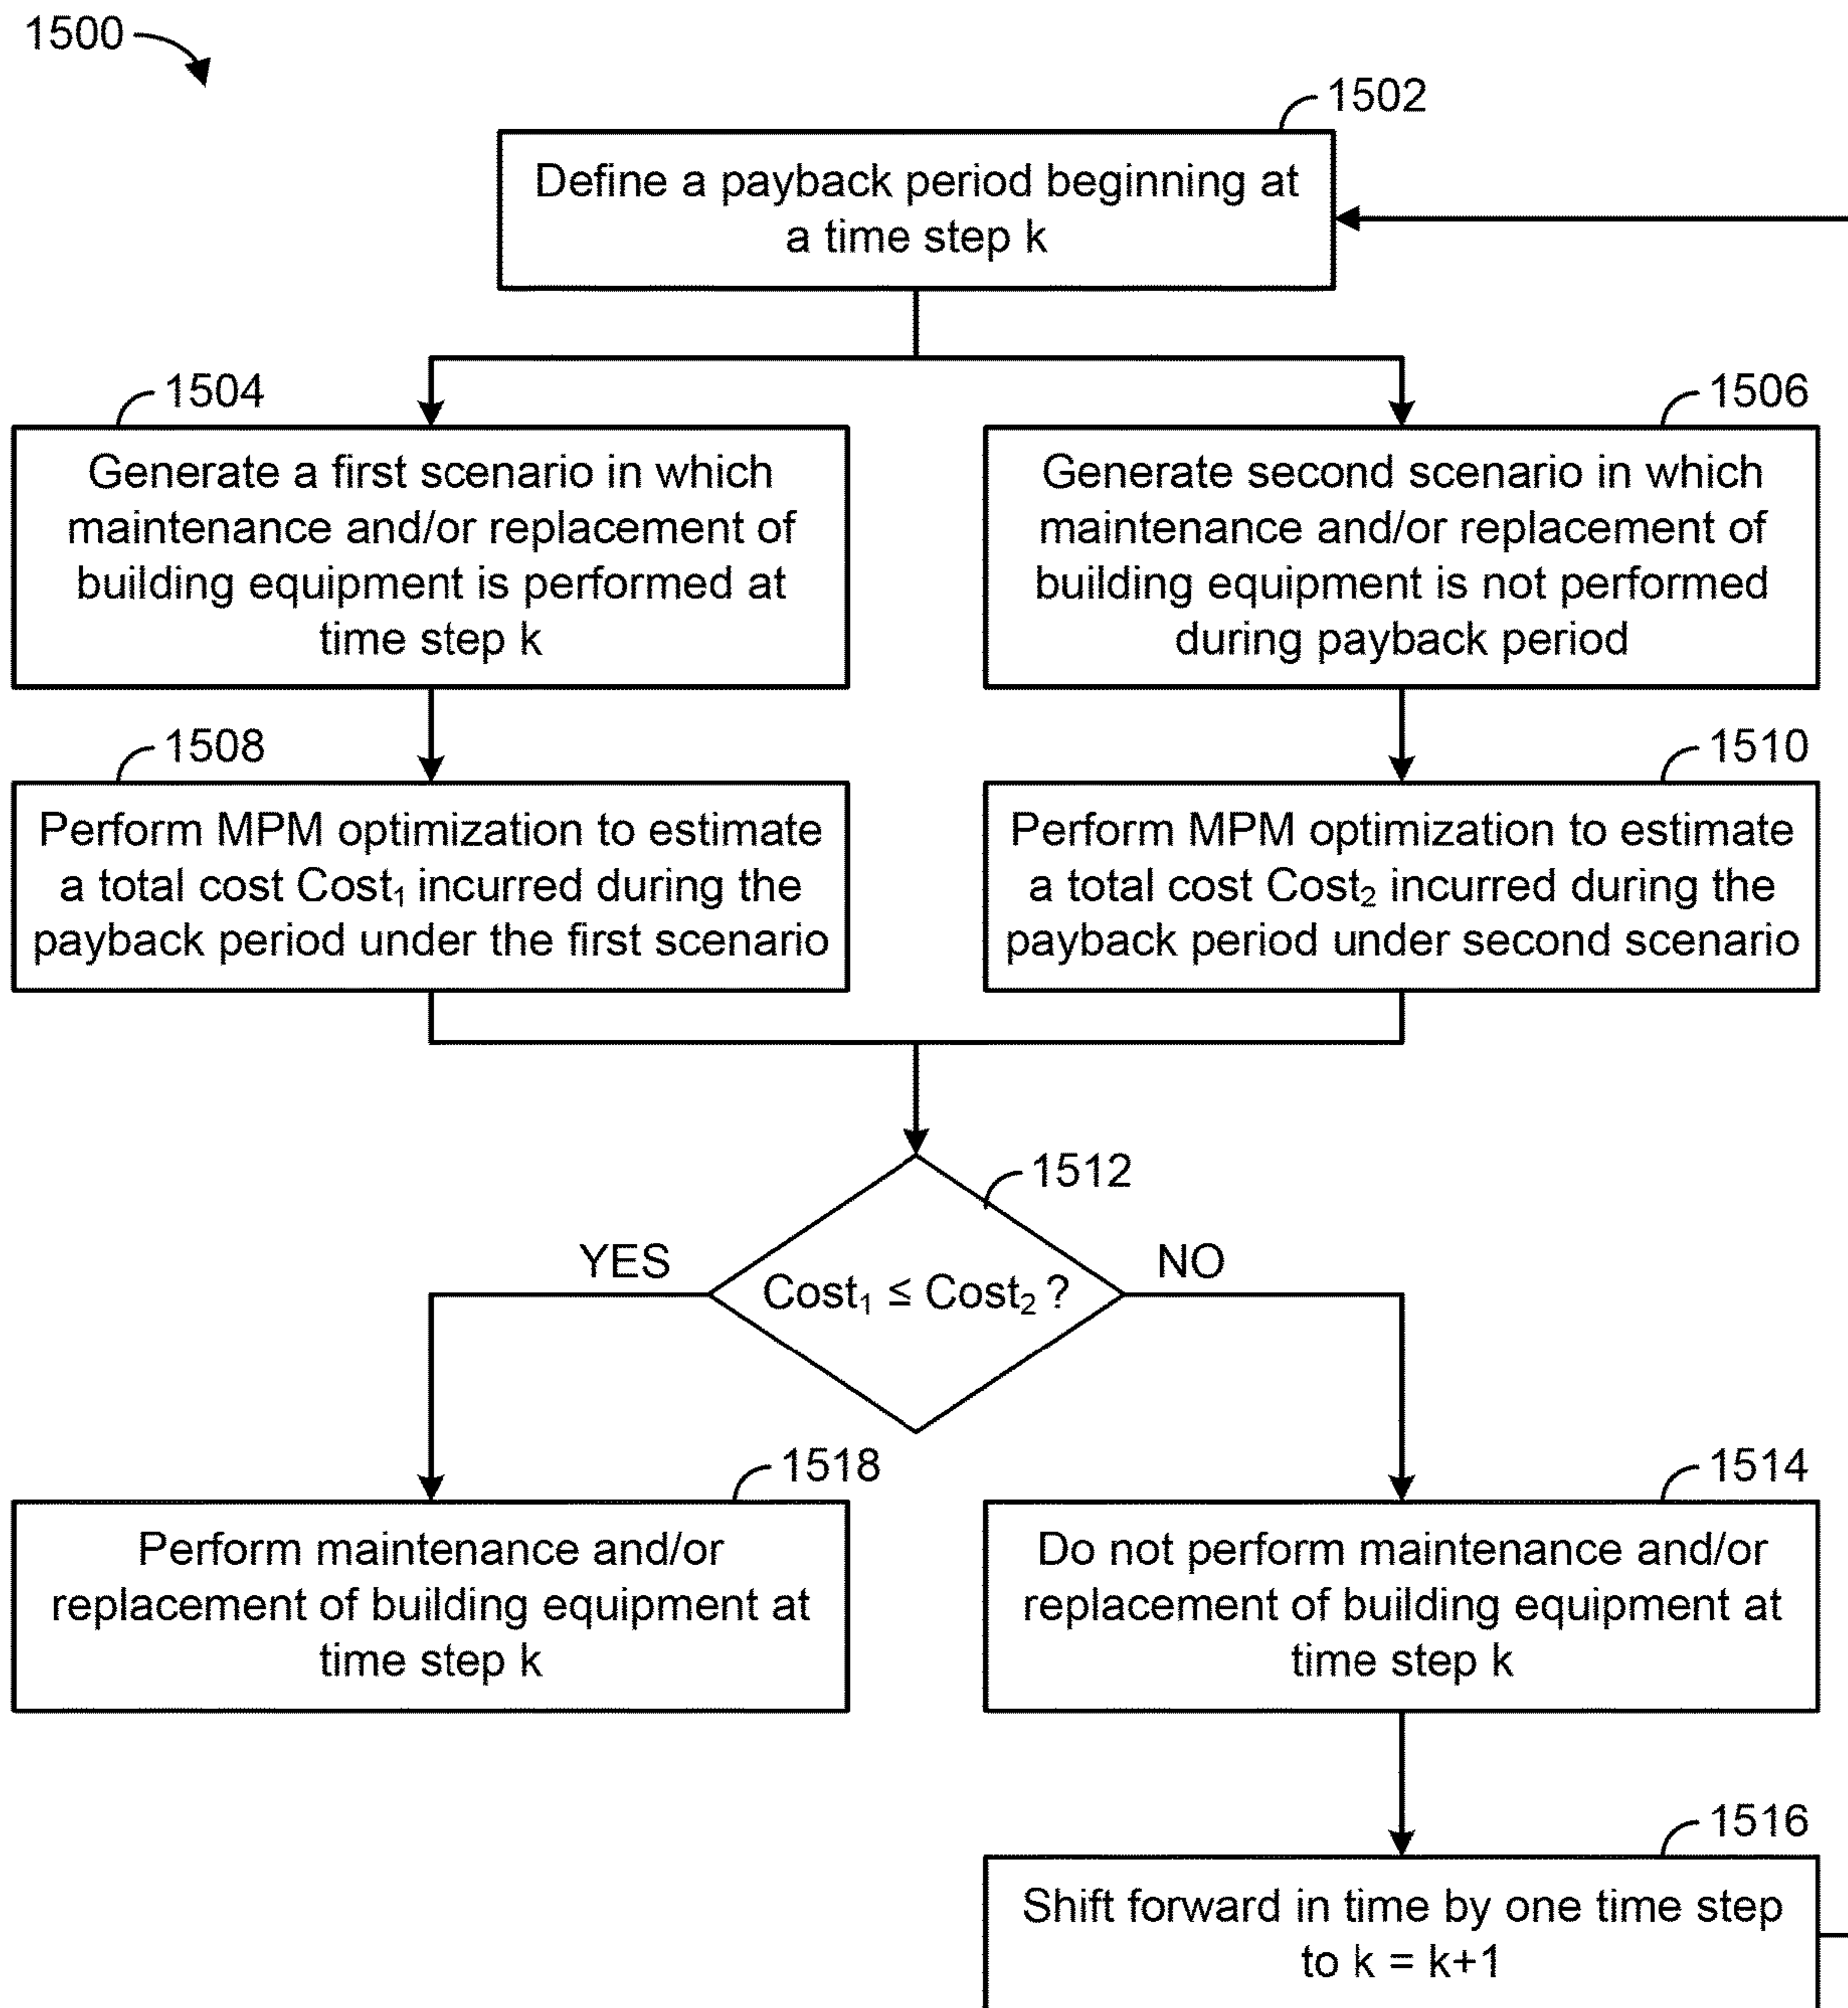 1500
1502
Define a payback period beginning at
a time step k
1504
Generate a first scenario in which
maintenance and/or replacement of
building equipment is performed at
time step k
1506
Generate second scenario in which
maintenance and/or replacement of
building equipment is not performed
during payback period
1508
Perform MPM optimization to estimate
a total cost Cost₁ incurred during the
payback period under the first scenario
1510
Perform MPM optimization to estimate
a total cost Cost₂ incurred during the
payback period under second scenario
1512
YES
Cost₁ ≤ Cost₂ ?
NO
1518
Perform maintenance and/or
replacement of building equipment at
time step k
1514
Do not perform maintenance and/or
replacement of building equipment at
time step k
1516
Shift forward in time by one time step
to k = k+1